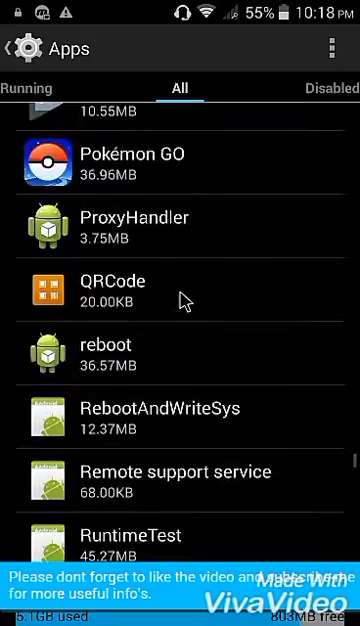 55% 10:18 PM
Apps
Running All Disabled
10.55MB
Pokémon GO
36.96MB
ProxyHandler
3.75MB
QRCode
20.00KB
reboot
36.57MB
RebootAndWriteSys
12.37MB
Remote support service
68.00KB
RuntimeTest
45.27MB
Please dont forget to like the video and subscribe me
for more useful info's.
Made With
VivaVideo
5.1GB used 803MB free